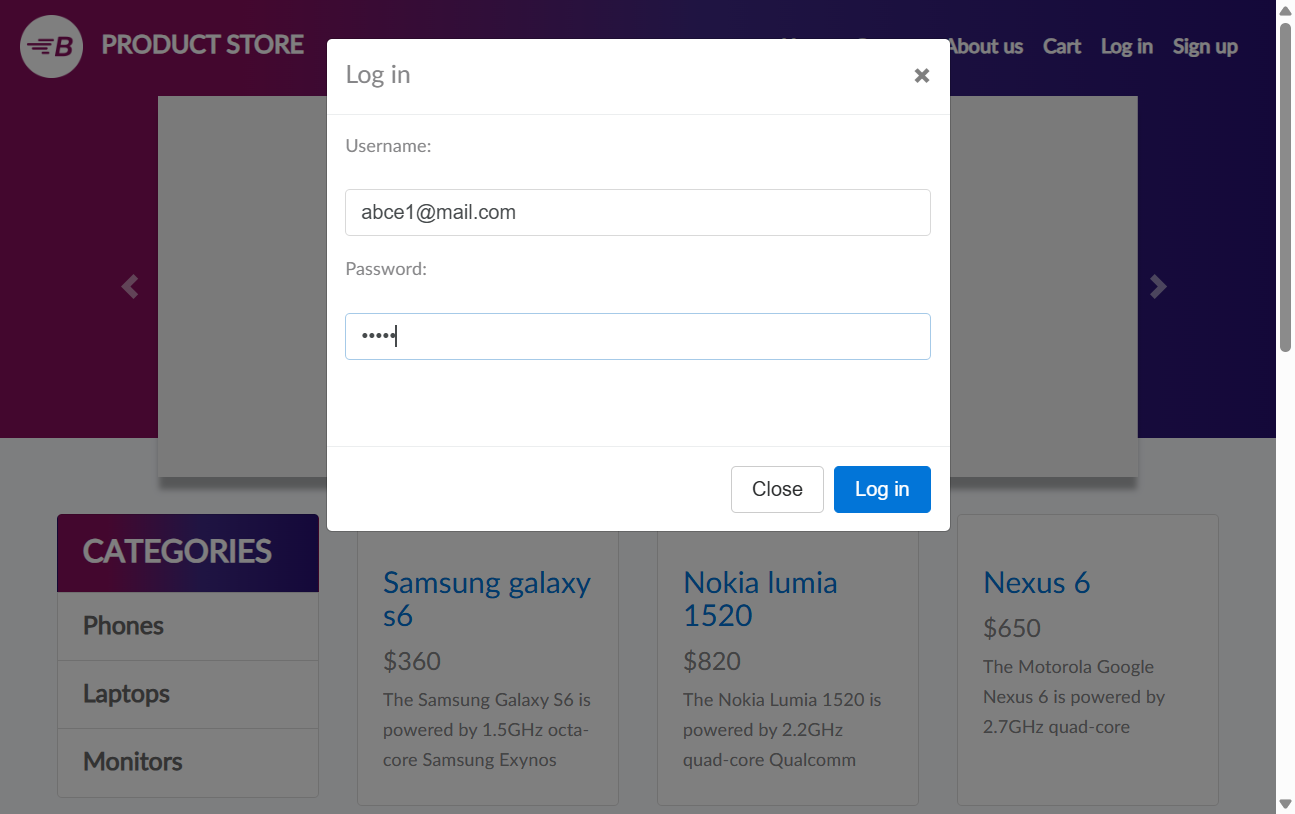 B PRODUCT STORE
About us Cart Log in Sign up
Log in
Username:
abce1@mail.com
Password:
•••••
Close Log in
CATEGORIES
Phones
Laptops
Monitors
Samsung galaxy
s6
$360
The Samsung Galaxy S6 is
powered by 1.5GHz octa-
core Samsung Exynos
Nokia lumia
1520
$820
The Nokia Lumia 1520 is
powered by 2.2GHz
quad-core Qualcomm
Nexus 6
$650
The Motorola Google
Nexus 6 is powered by
2.7GHz quad-core